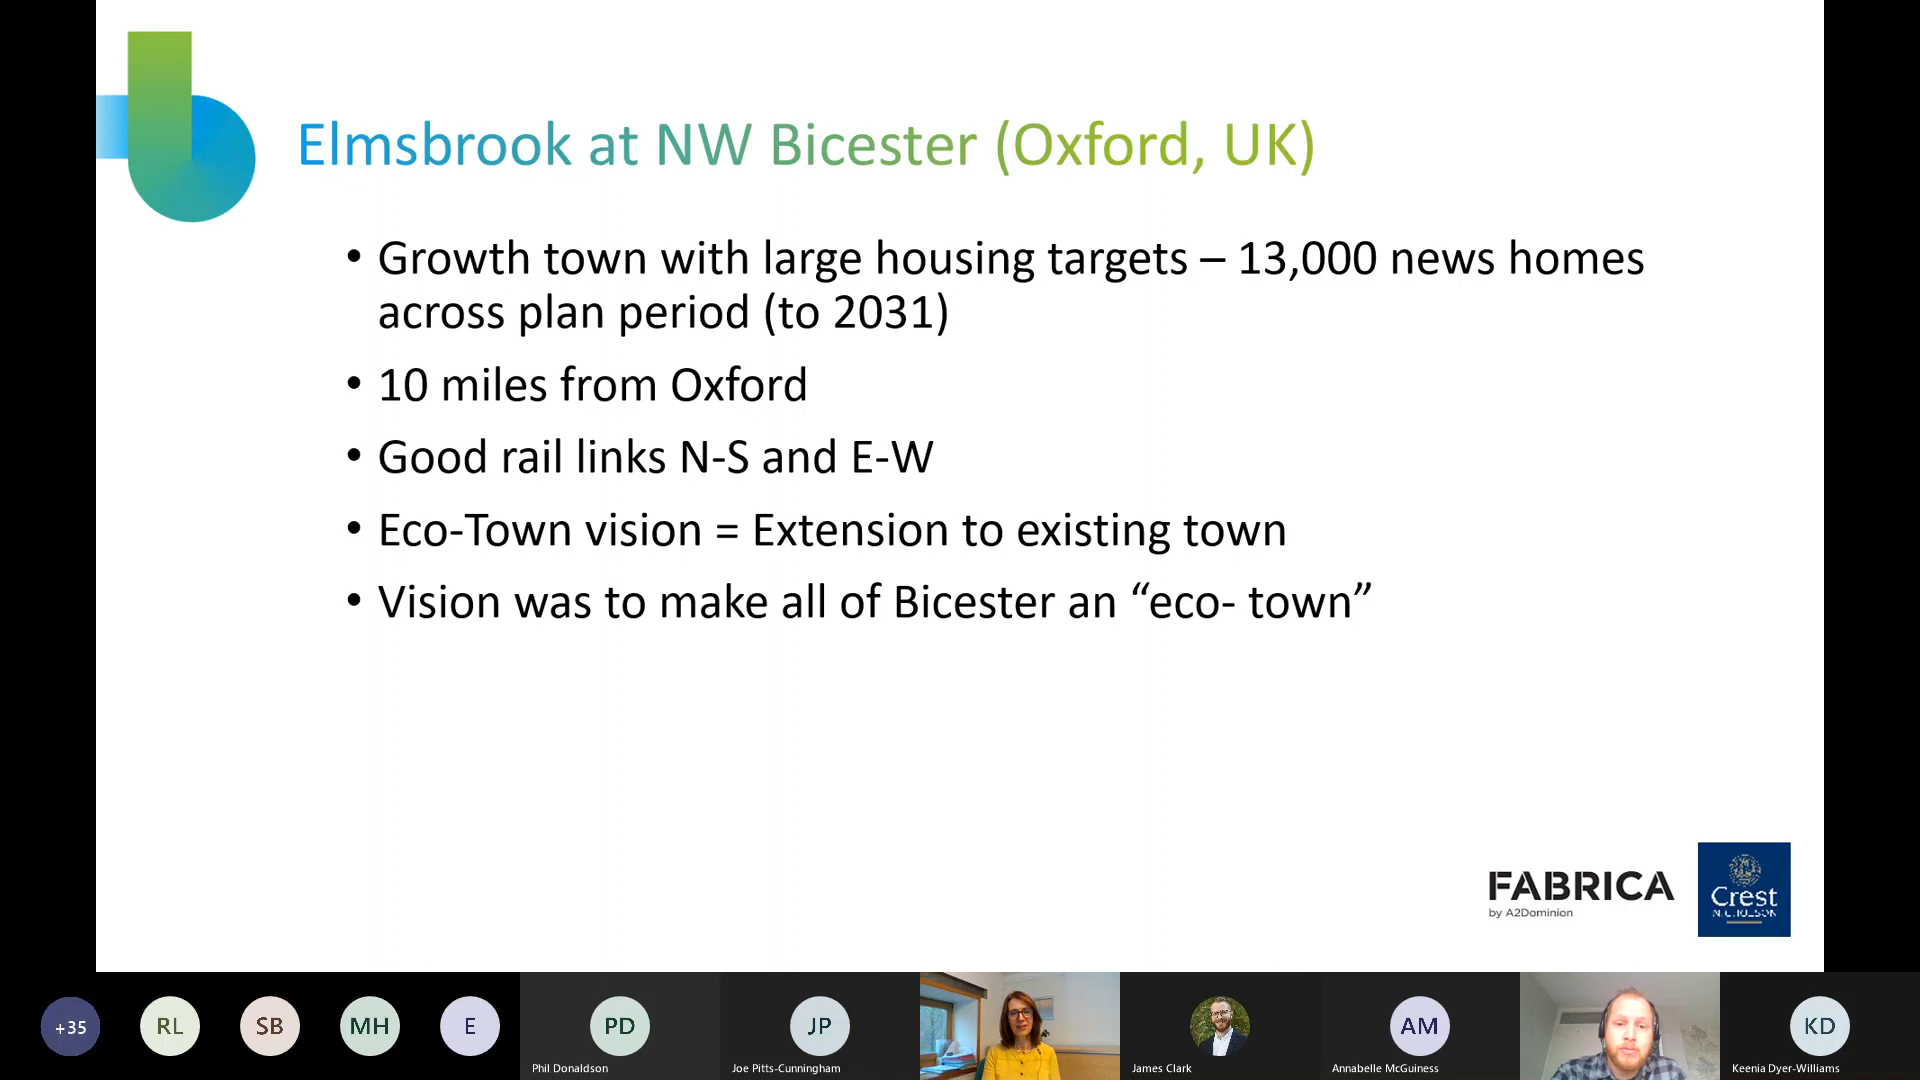 Elmsbrook at NW Bicester (Oxford, UK)
• Growth town with large housing targets – 13,000 news homes
across plan period (to 2031)
• 10 miles from Oxford
• Good rail links N-S and E-W
• Eco-Town vision = Extension to existing town
• Vision was to make all of Bicester an “eco- town”
FABRICA
by A2Dominion
Crest
NICHOLSON
+35
RL
SB
MH
E
PD
Phil Donaldson
JP
Joe Pitts-Cunningham
James Clark
AM
Annabelle McGuiness
KD
Keenia Dyer-Williams